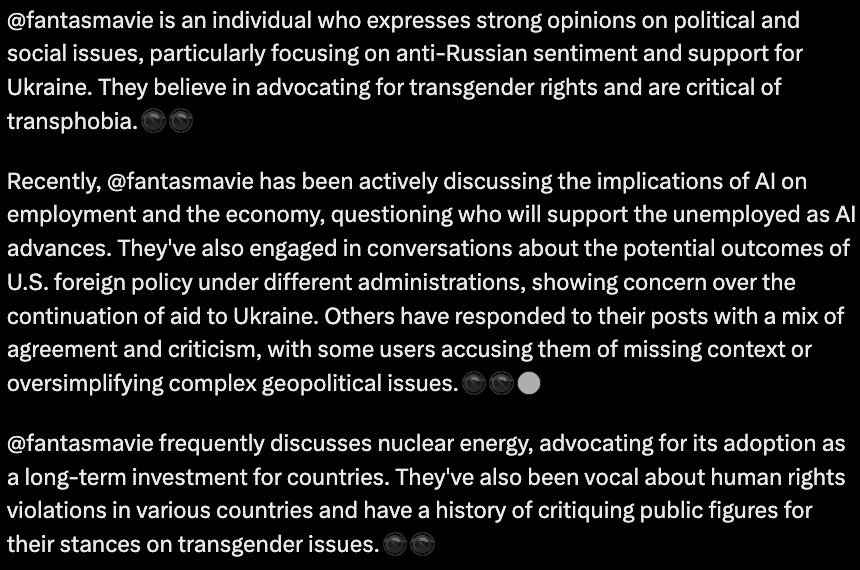 @fantasmavie is an individual who expresses strong opinions on political and
social issues, particularly focusing on anti-Russian sentiment and support for
Ukraine. They believe in advocating for transgender rights and are critical of
transphobia.
Recently, @fantasmavie has been actively discussing the implications of AI on
employment and the economy, questioning who will support the unemployed as AI
advances. They've also engaged in conversations about the potential outcomes of
U.S. foreign policy under different administrations, showing concern over the
continuation of aid to Ukraine. Others have responded to their posts with a mix of
agreement and criticism, with some users accusing them of missing context or
oversimplifying complex geopolitical issues.
@fantasmavie frequently discusses nuclear energy, advocating for its adoption as
a long-term investment for countries. They've also been vocal about human rights
violations in various countries and have a history of critiquing public figures for
their stances on transgender issues.